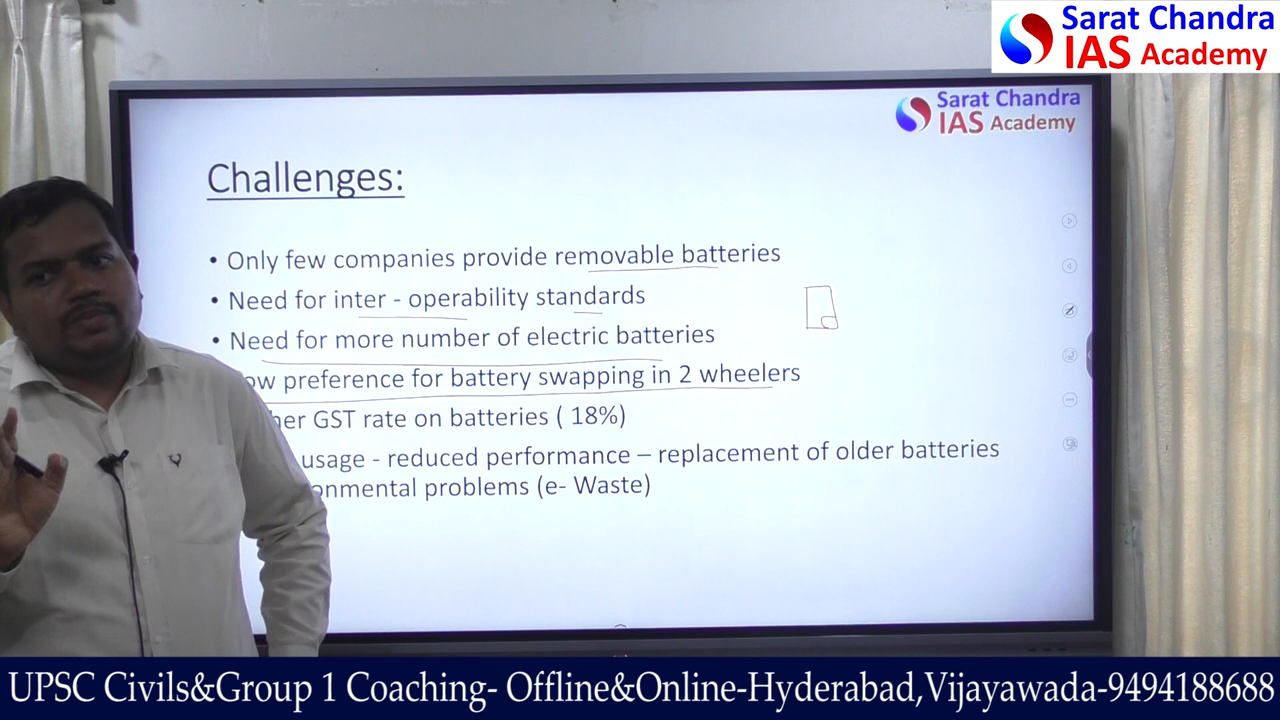 Sarat Chandra
IAS Academy
Sarat Chandra
IAS Academy
Challenges:
• Only few companies provide removable batteries
• Need for inter - operability standards
• Need for more number of electric batteries
preference for battery swapping in 2 wheelers
GST rate on batteries ( 18%)
usage - reduced performance – replacement of older batteries
problems (e- Waste)
UPSC Civils&Group 1 Coaching- Offline&Online-Hyderabad,Vijayawada-9494188688